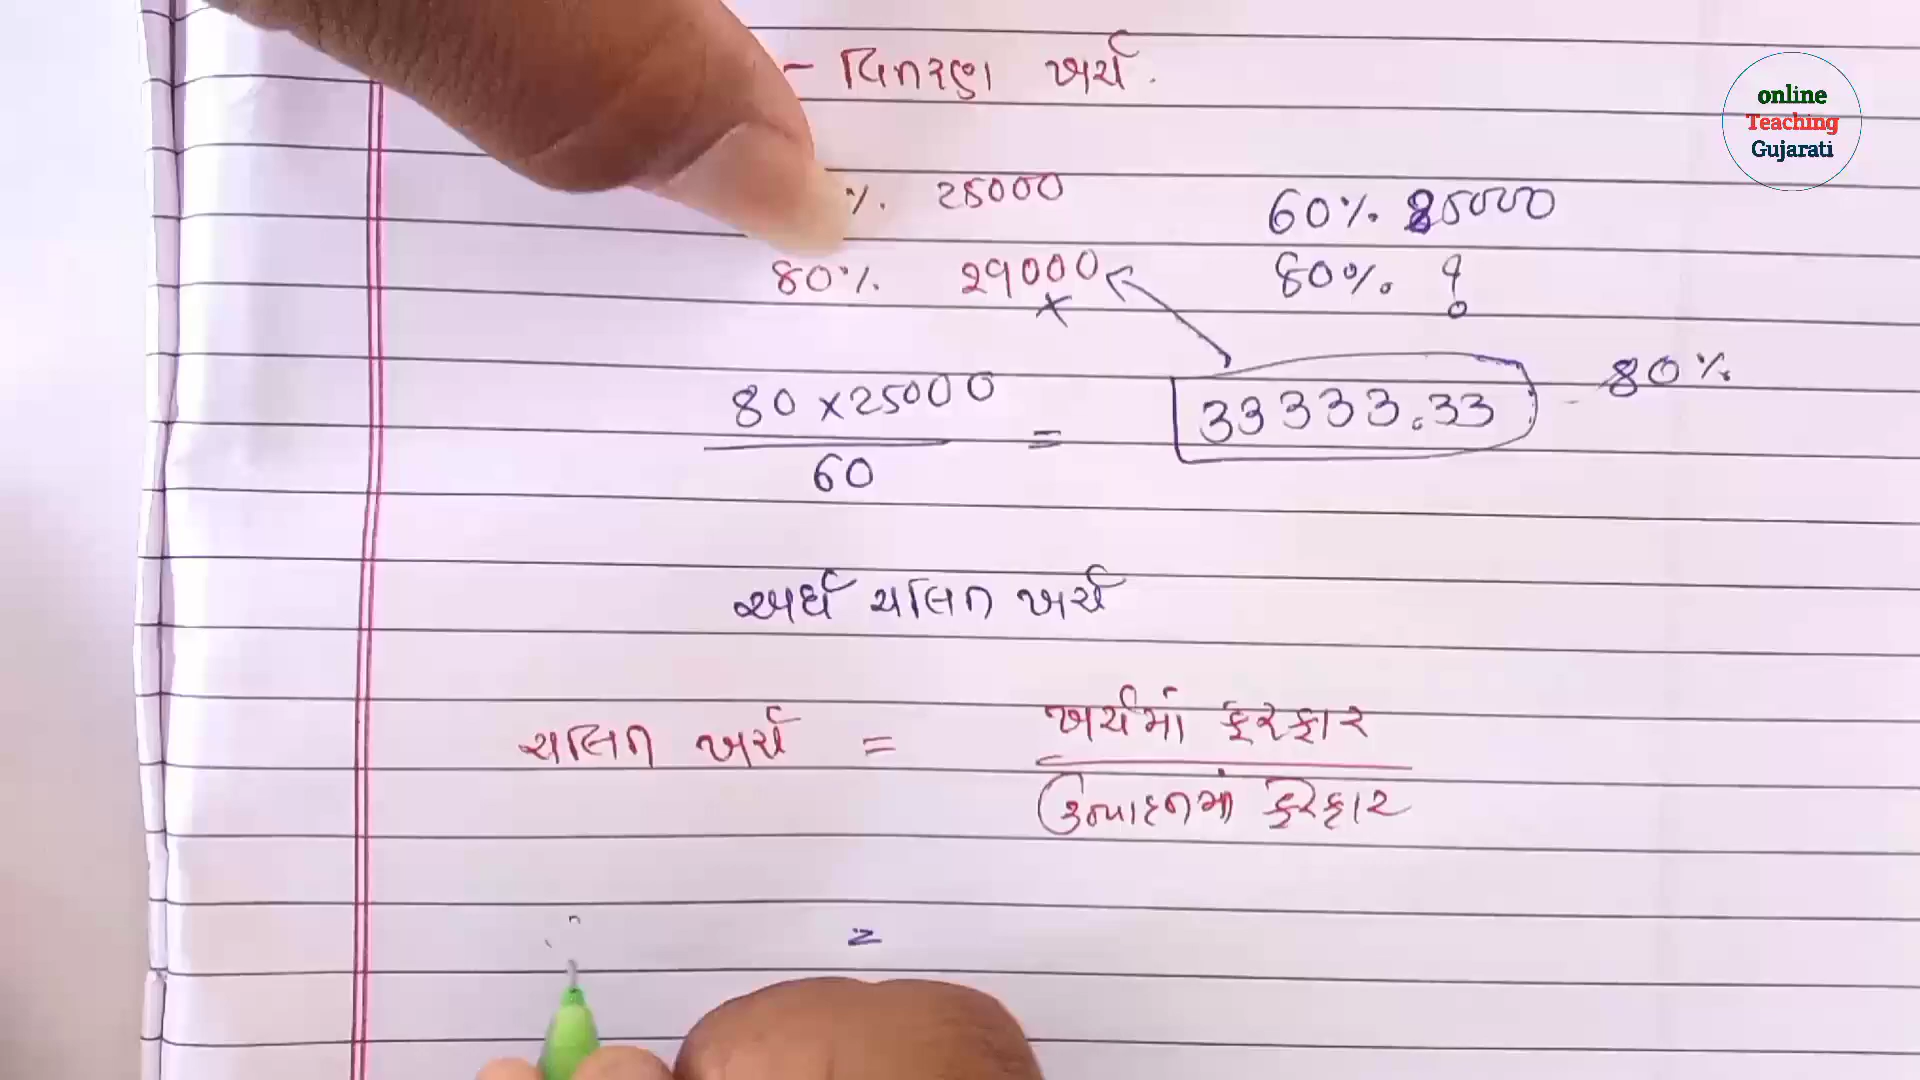 - વિતરણ ખર્ચ.
online
Teaching
Gujarati
%. 25000
60%. 25000
80%. 29000
80%. ?
80 x 25000
60
=
33333.33
- 80%
અર્ધ ચલિત ખર્ચ
ચલિત ખર્ચ =
ખર્ચમાં ફેરફાર
ઉત્પાદનમાં ફેરફાર
=